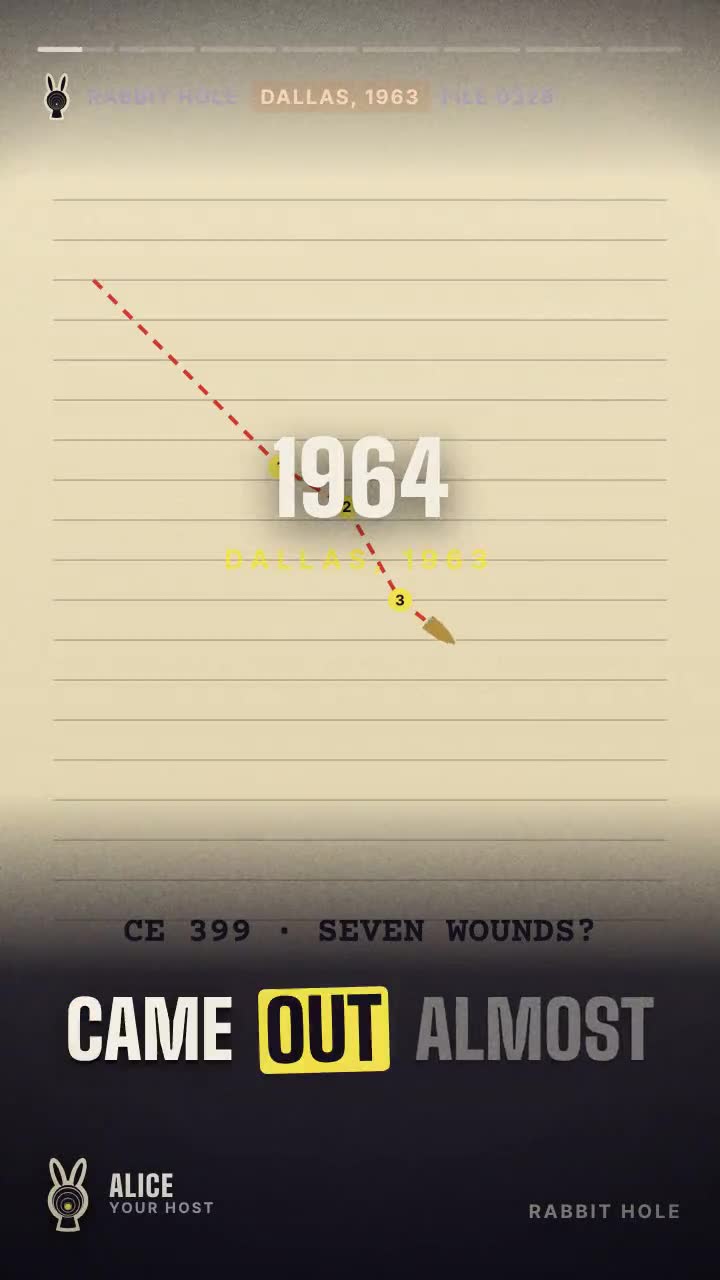 RABBIT HOLE DALLAS, 1963 FILE 0326
1964
2
DALLAS, 1963
3
CE 399 · SEVEN WOUNDS?
CAME OUT ALMOST
ALICE
YOUR HOST
RABBIT HOLE